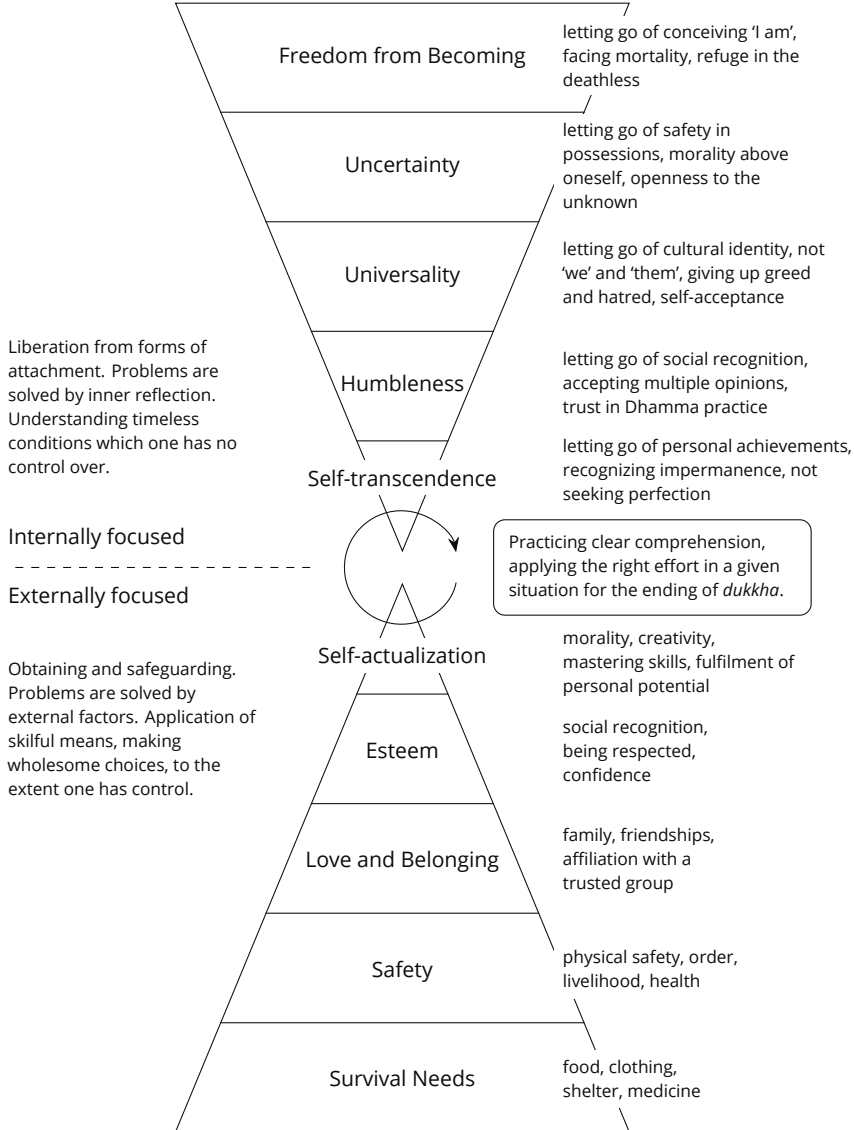 Freedom from Becoming
letting go of conceiving ‘I am’,
facing mortality, refuge in the
deathless
Uncertainty
letting go of safety in
possessions, morality above
oneself, openness to the
unknown
Universality
letting go of cultural identity, not
‘we’ and ‘them’, giving up greed
and hatred, self-acceptance
Liberation from forms of
attachment. Problems are
solved by inner reflection.
Understanding timeless
conditions which one has no
control over.
Humbleness
letting go of social recognition,
accepting multiple opinions,
trust in Dhamma practice
Self-transcendence
letting go of personal achievements,
recognizing impermanence, not
seeking perfection
Internally focused
Externally focused
Practicing clear comprehension,
applying the right effort in a given
situation for the ending of dukkha.
Self-actualization
morality, creativity,
mastering skills, fulfilment of
personal potential
Obtaining and safeguarding.
Problems are solved by
external factors. Application of
skilful means, making
wholesome choices, to the
extent one has control.
Esteem
social recognition,
being respected,
confidence
Love and Belonging
family, friendships,
affiliation with a
trusted group
Safety
physical safety, order,
livelihood, health
Survival Needs
food, clothing,
shelter, medicine